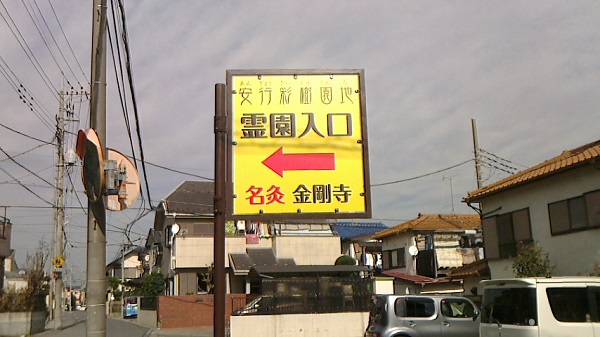 安行彩樹園地
霊園入口
名灸 金剛寺